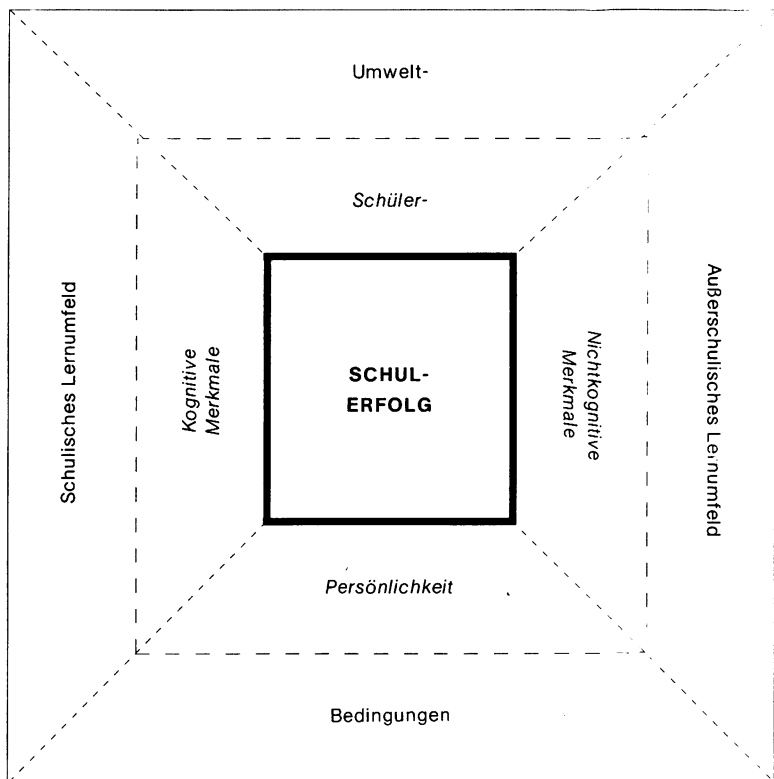 Umwelt-
Schüler-
Schulisches Lernumfeld
Kognitive
Merkmale
SCHUL-
ERFOLG
Nichtkognitive
Merkmale
Außerschulisches Lernumfeld
Persönlichkeit
Bedingungen